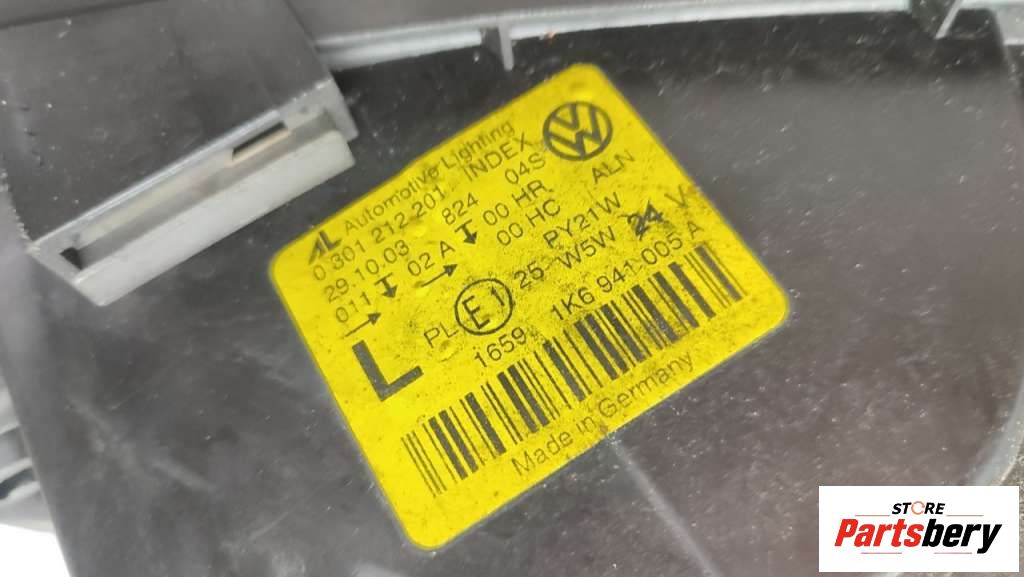 AL Automotive Lighting
0 301 212 201 INDEX
29.10.03 824 04S
011 02 A 00 HR ALN
00 HC
PL E1 25 PY21W
W5W 24 V
L 1659 1K6 941 005 A
Made in Germany
STORE
Partsbery